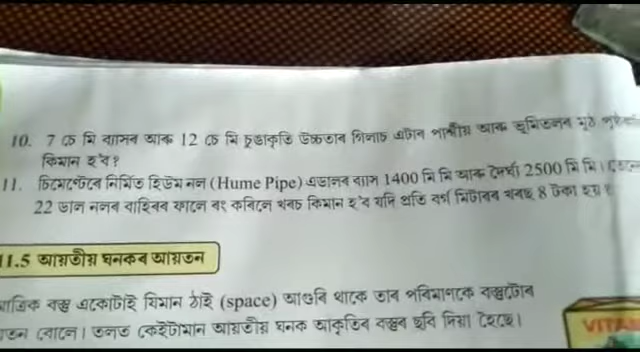 10. 7 চে মি ব্যাসৰ আৰু 12 চে মি চুঙাকৃতি উচ্চতাৰ গিলাচ এটাৰ পাৰ্শ্বীয় আৰু ভূমিতলৰ মুঠ
কিমান হ'ব?
11. চিমেণ্টেৰে নিৰ্মিত হিউম নল (Hume Pipe) এডালৰ ব্যাস 1400 মি মি আৰু দৈৰ্ঘ্য 2500 মি মি।
22 ডাল নলৰ বাহিৰৰ ফালে ৰং কৰিলে খৰচ কিমান হ'ব যদি প্ৰতি বৰ্গ মিটাৰৰ খৰছ 8 টকা হয়?
11.5 আয়তীয় ঘনকৰ আয়তন
মাত্ৰিক বস্তু একোটাই যিমান ঠাই (space) আগুৰি থাকে তাৰ পৰিমাণকে বস্তুটোৰ
বোলে। তলত কেইটামান আয়তীয় ঘনক আকৃতিৰ বস্তুৰ ছবি দিয়া হৈছে।
VITA